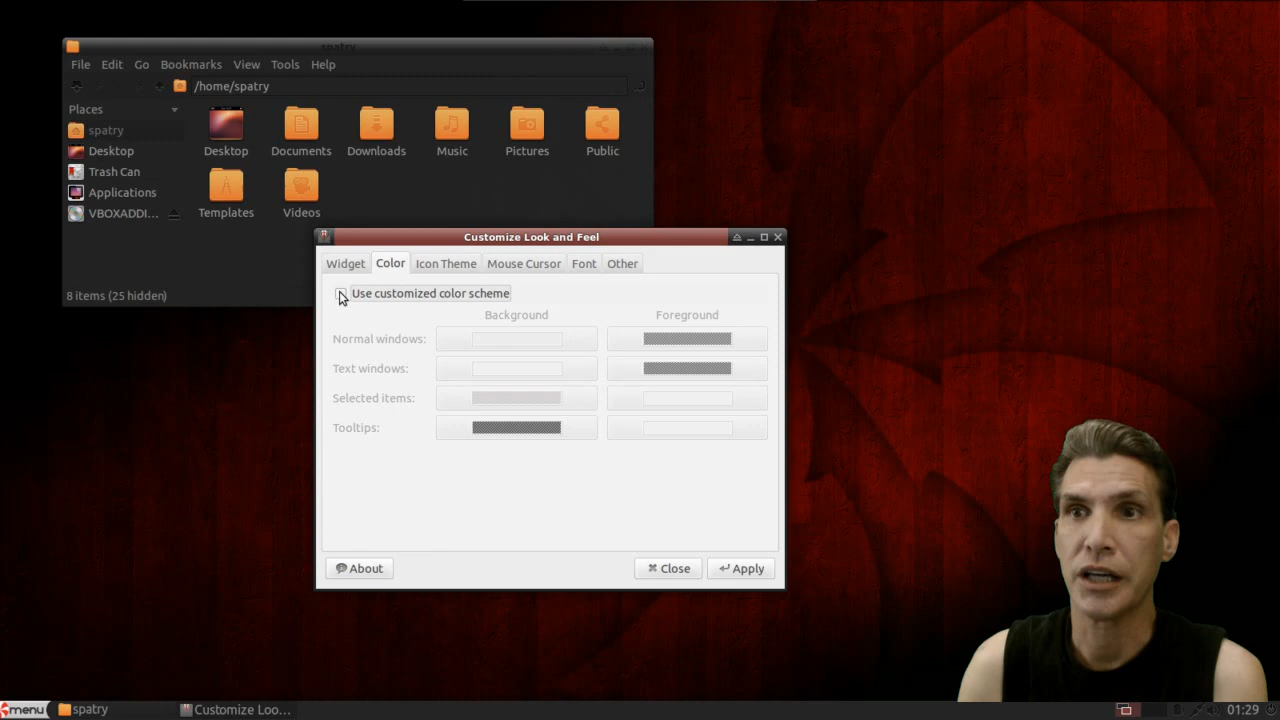 spatry
File Edit Go Bookmarks View Tools Help
/home/spatry
Places
spatry
Desktop
Trash Can
Applications
VBOXADDI...
Desktop Documents Downloads Music Pictures Public
Templates Videos
8 items (25 hidden)
Customize Look and Feel
Widget Color Icon Theme Mouse Cursor Font Other
Use customized color scheme
Background Foreground
Normal windows:
Text windows:
Selected items:
Tooltips:
About Close Apply
menu spatry Customize Loo... 01:29